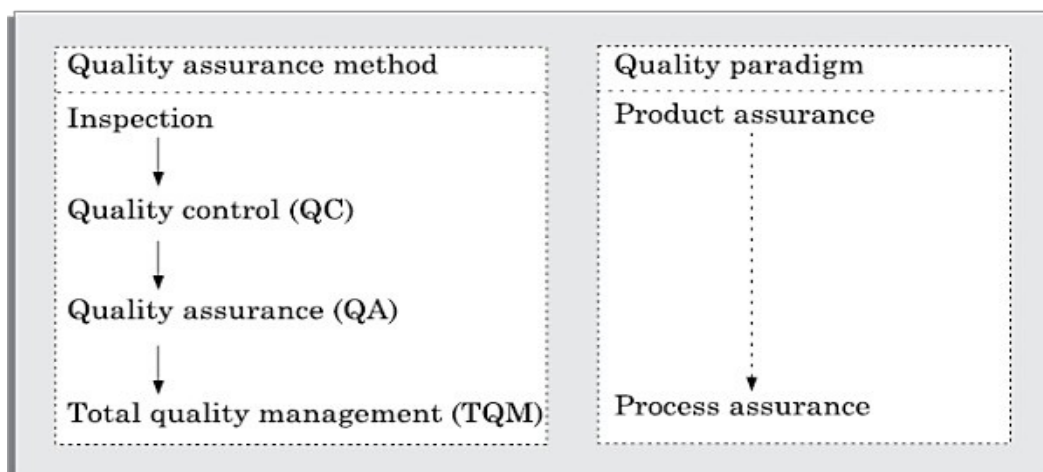 Quality assurance method
Inspection
Quality control (QC)
Quality assurance (QA)
Total quality management (TQM)
Quality paradigm
Product assurance
Process assurance